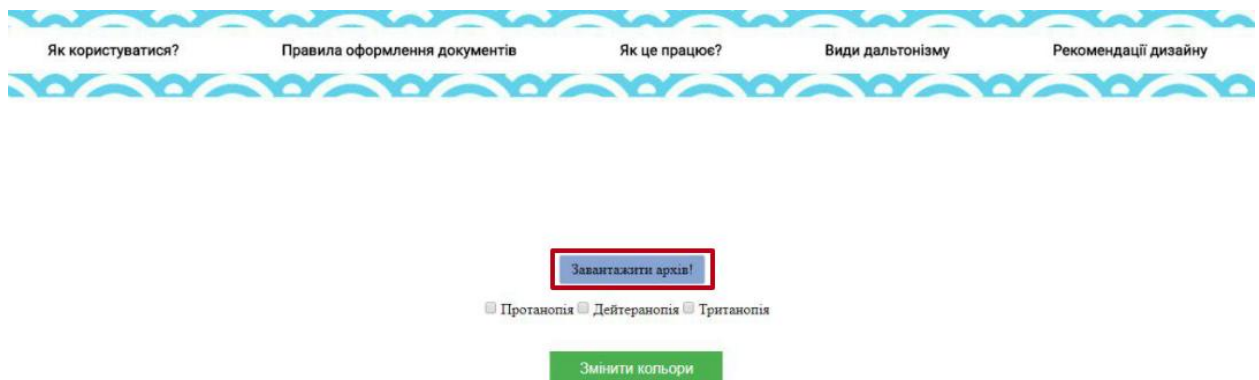 Як користуватися? Правила оформлення документів Як це працює? Види дальтонізму Рекомендації дизайну
Завантажити архів!
Протанопія Дейтеранопія Тританопія
Змінити кольори